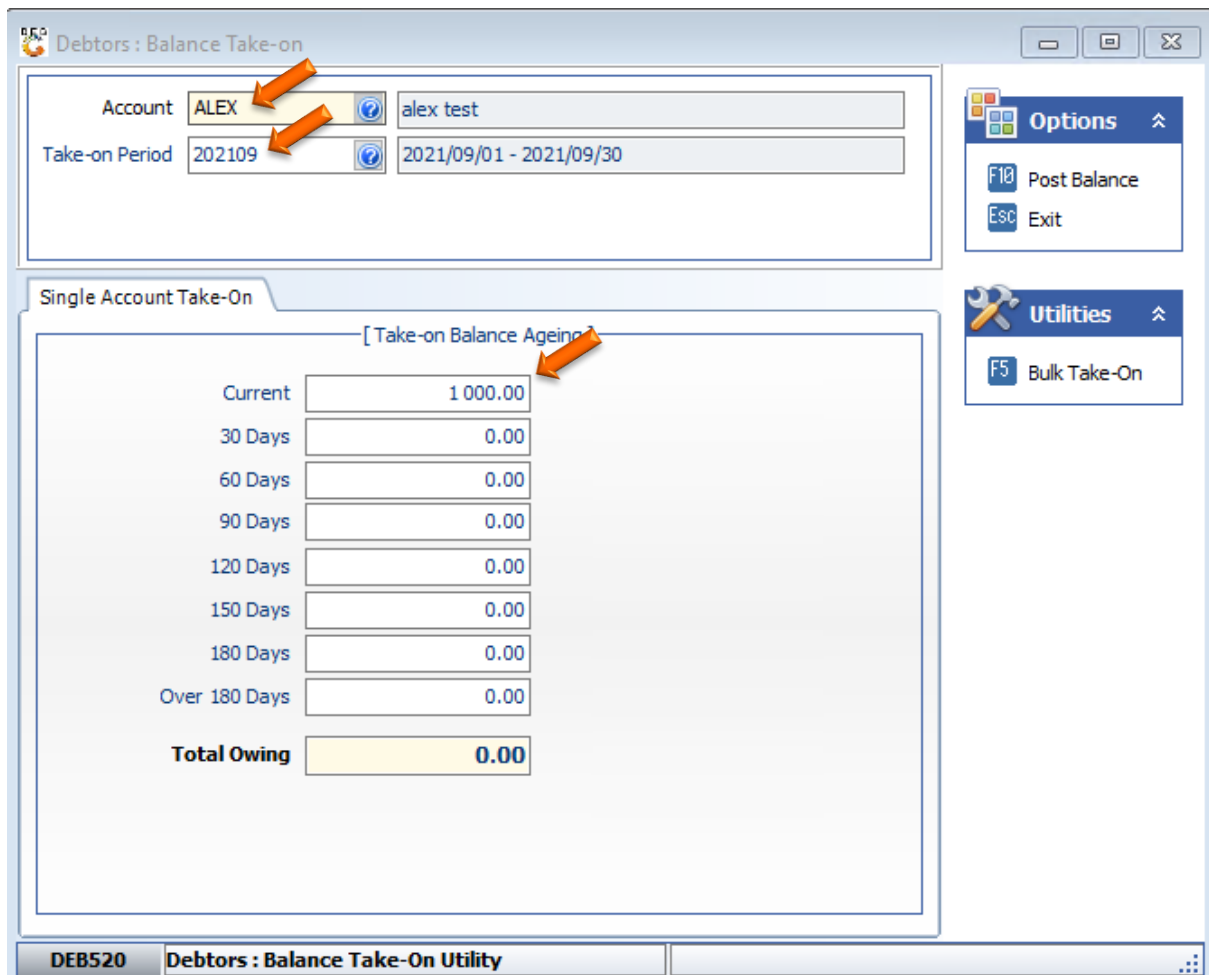 Debtors : Balance Take-on
Account ALEX alex test
Take-on Period 202109 2021/09/01 - 2021/09/30
Options
F10 Post Balance
Esc Exit
Single Account Take-On
[ Take-on Balance Ageing ]
Current 1 000.00
30 Days 0.00
60 Days 0.00
90 Days 0.00
120 Days 0.00
150 Days 0.00
180 Days 0.00
Over 180 Days 0.00
Total Owing 0.00
Utilities
F5 Bulk Take-On
DEB520 Debtors : Balance Take-On Utility